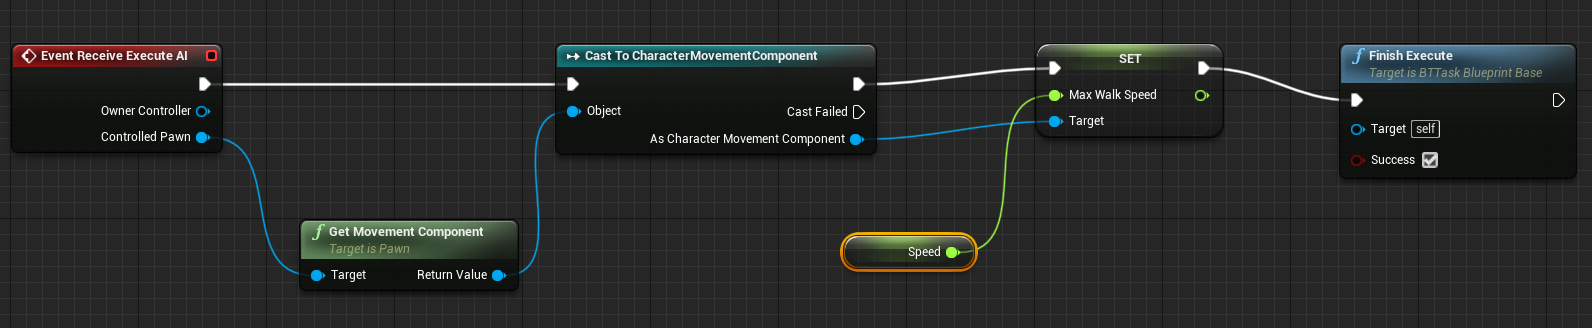 Event Receive Execute AI
Owner Controller
Controlled Pawn
Get Movement Component
Target is Pawn
Target
Return Value
Cast To CharacterMovementComponent
Object
Cast Failed
As Character Movement Component
SET
Max Walk Speed
Target
Speed
Finish Execute
Target is BTTask Blueprint Base
Target self
Success